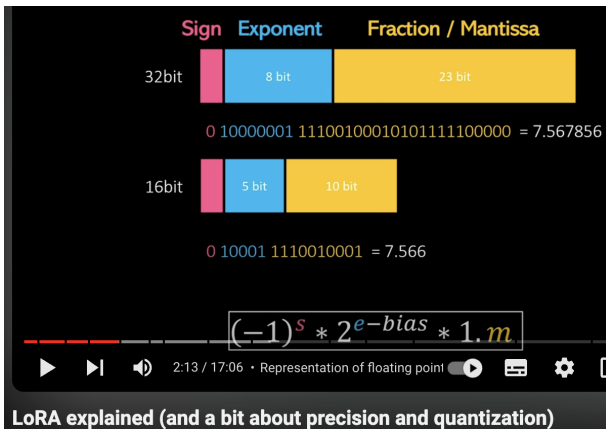 Sign Exponent Fraction / Mantissa
32bit 8 bit 23 bit
0 10000001 11100100010101111100000 = 7.567856
16bit 5 bit 10 bit
0 10001 1110010001 = 7.566
(−1)^s * 2^{e−bias} * 1.m
2:13 / 17:06 • Representation of floating point
LoRA explained (and a bit about precision and quantization)